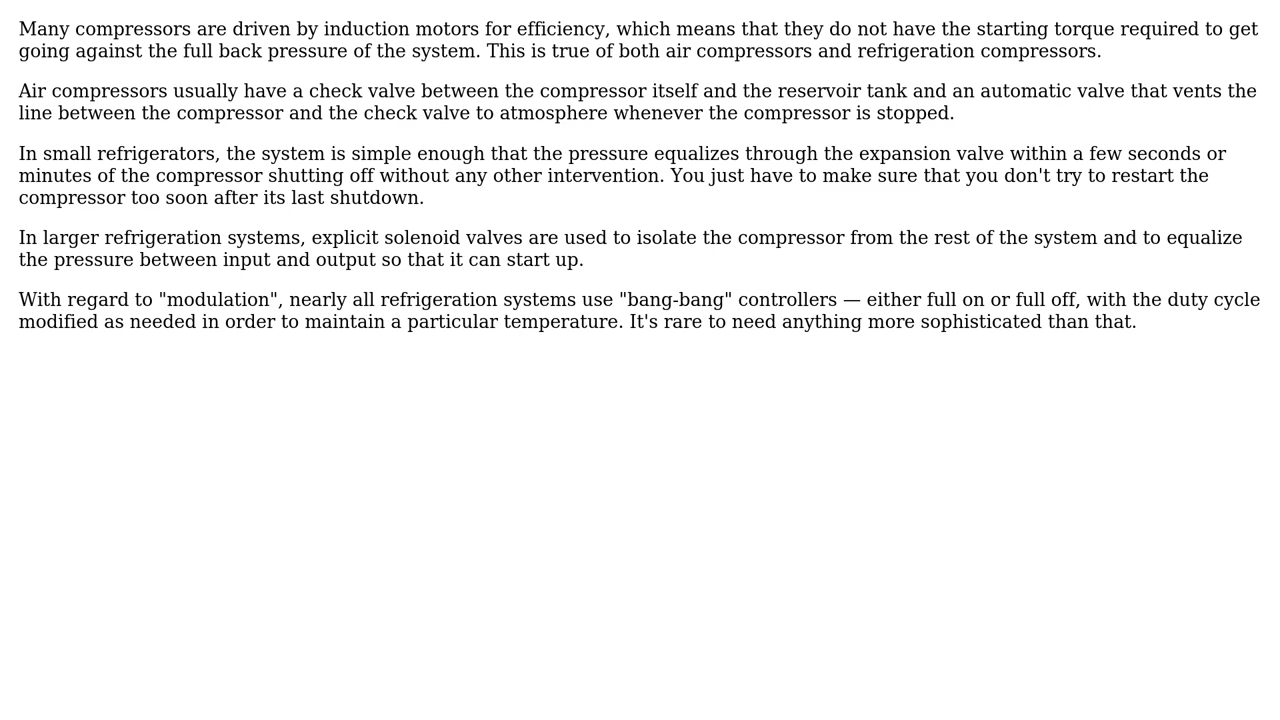 Many compressors are driven by induction motors for efficiency, which means that they do not have the starting torque required to get
going against the full back pressure of the system. This is true of both air compressors and refrigeration compressors.
Air compressors usually have a check valve between the compressor itself and the reservoir tank and an automatic valve that vents the
line between the compressor and the check valve to atmosphere whenever the compressor is stopped.
In small refrigerators, the system is simple enough that the pressure equalizes through the expansion valve within a few seconds or
minutes of the compressor shutting off without any other intervention. You just have to make sure that you don't try to restart the
compressor too soon after its last shutdown.
In larger refrigeration systems, explicit solenoid valves are used to isolate the compressor from the rest of the system and to equalize
the pressure between input and output so that it can start up.
With regard to "modulation", nearly all refrigeration systems use "bang-bang" controllers — either full on or full off, with the duty cycle
modified as needed in order to maintain a particular temperature. It's rare to need anything more sophisticated than that.